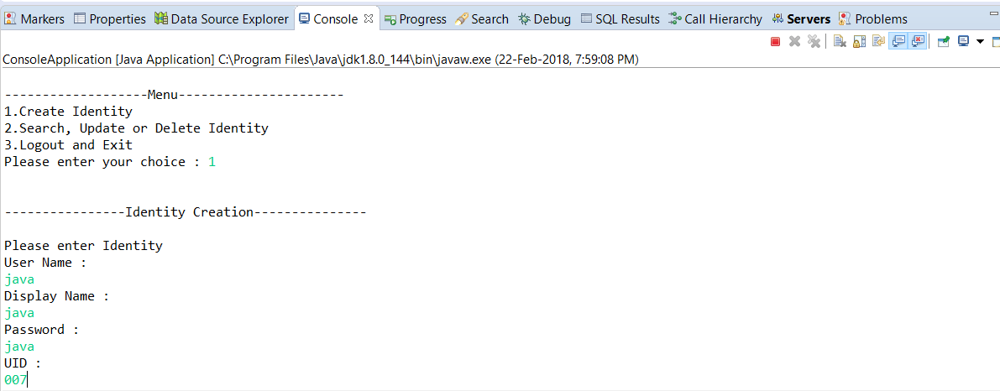 Markers Properties Data Source Explorer Console Progress Search Debug SQL Results Call Hierarchy Servers Problems
ConsoleApplication [Java Application] C:\Program Files\Java\jdk1.8.0_144\bin\javaw.exe (22-Feb-2018, 7:59:08 PM)
-------------------Menu----------------------
1.Create Identity
2.Search, Update or Delete Identity
3.Logout and Exit
Please enter your choice : 1
----------------Identity Creation---------------
Please enter Identity
User Name :
java
Display Name :
java
Password :
java
UID :
007